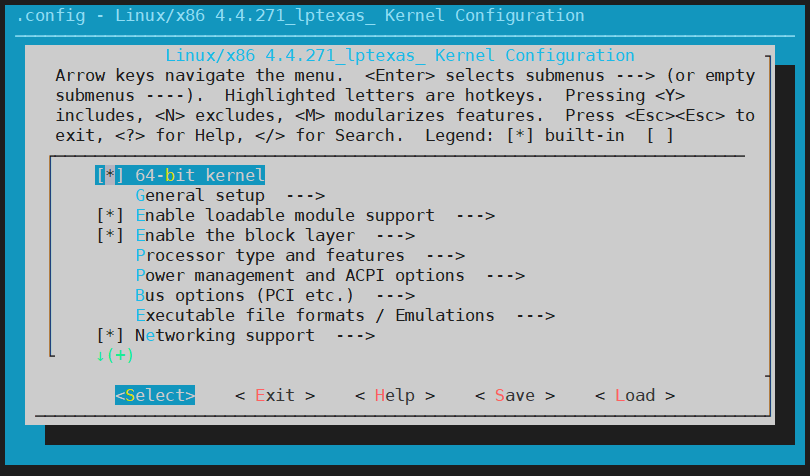 .config - Linux/x86 4.4.271_lptexas_ Kernel Configuration
Linux/x86 4.4.271_lptexas_ Kernel Configuration
Arrow keys navigate the menu.  <Enter> selects submenus ---> (or empty
submenus ----).  Highlighted letters are hotkeys.  Pressing <Y>
includes, <N> excludes, <M> modularizes features.  Press <Esc><Esc> to
exit, <?> for Help, </> for Search.  Legend: [*] built-in  [ ]
[*] 64-bit kernel
General setup  --->
[*] Enable loadable module support  --->
[*] Enable the block layer  --->
Processor type and features  --->
Power management and ACPI options  --->
Bus options (PCI etc.)  --->
Executable file formats / Emulations  --->
[*] Networking support  --->
↓(+)
<Select>    < Exit >    < Help >    < Save >    < Load >